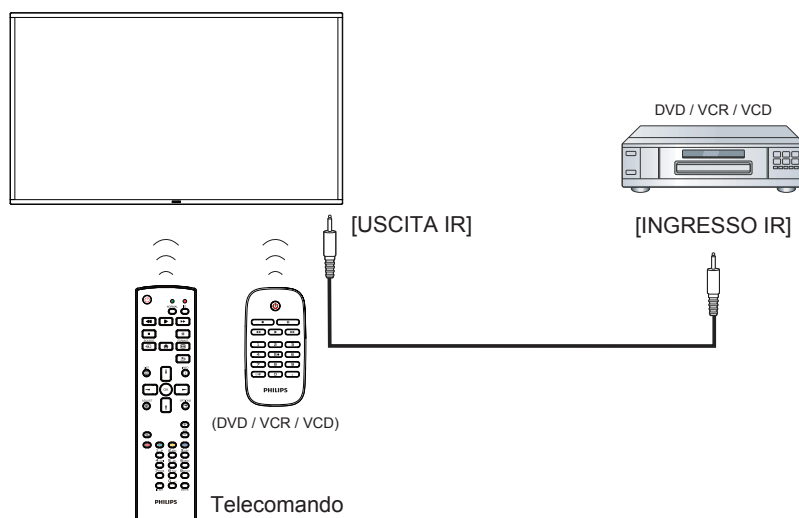 DVD / VCR / VCD
[USCITA IR]
[INGRESSO IR]
PHILIPS
(DVD / VCR / VCD)
PHILIPS
Telecomando